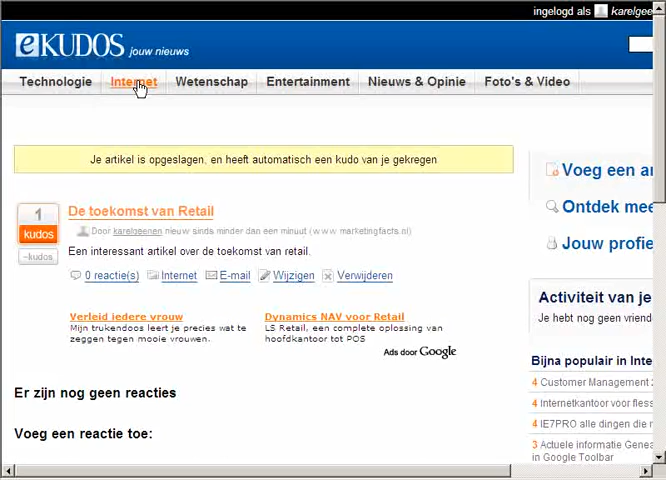 ingelogd als karelgee
eKUDOS jouw nieuws
Technologie Internet Wetenschap Entertainment Nieuws & Opinie Foto's & Video
Je artikel is opgeslagen, en heeft automatisch een kudo van je gekregen
Voeg een ar
Ontdek mee
Jouw profie
1
kudos
-kudos
De toekomst van Retail
Door karelgeenen nieuw sinds minder dan een minuut (www.marketingfacts.nl)
Een interessant artikel over de toekomst van retail.
0 reactie(s) Internet E-mail Wijzigen Verwijderen
Activiteit van je
Je hebt nog geen vriende
Verleid iedere vrouw
Mijn trukendoos leert je precies wat te
zeggen tegen mooie vrouwen.
Dynamics NAV voor Retail
LS Retail, een complete oplossing van
hoofdkantoor tot POS
Ads door Google
Bijna populair in Inte
4 Customer Management 2
4 Internetkantoor voor fless
4 IE7PRO alle dingen die m
3 Actuele informatie Genea
in Google Toolbar
Er zijn nog geen reacties
Voeg een reactie toe: